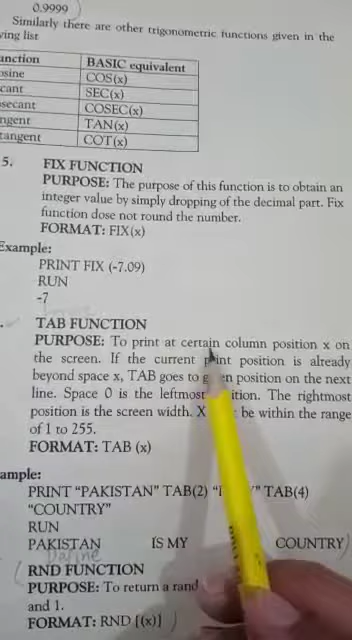 0.9999
Similarly there are other trigonometric functions given in the
ving list
unction BASIC equivalent
osine COS(x)
cant SEC(x)
secant COSEC(x)
ngent TAN(x)
tangent COT(x)
5. FIX FUNCTION
PURPOSE: The purpose of this function is to obtain an
integer value by simply dropping of the decimal part. Fix
function dose not round the number.
FORMAT: FIX(x)
Example:
PRINT FIX (-7.09)
RUN
-7
TAB FUNCTION
PURPOSE: To print at certain column position x on
the screen. If the current print position is already
beyond space x, TAB goes to en position on the next
line. Space 0 is the leftmost ition. The rightmost
position is the screen width. X be within the range
of 1 to 255.
FORMAT: TAB (x)
ample:
PRINT “PAKISTAN” TAB(2) “I ” TAB(4)
“COUNTRY”
RUN
PAKISTAN IS MY COUNTRY
Define
RND FUNCTION
PURPOSE: To return a rand
and 1.
FORMAT: RND [(x)]